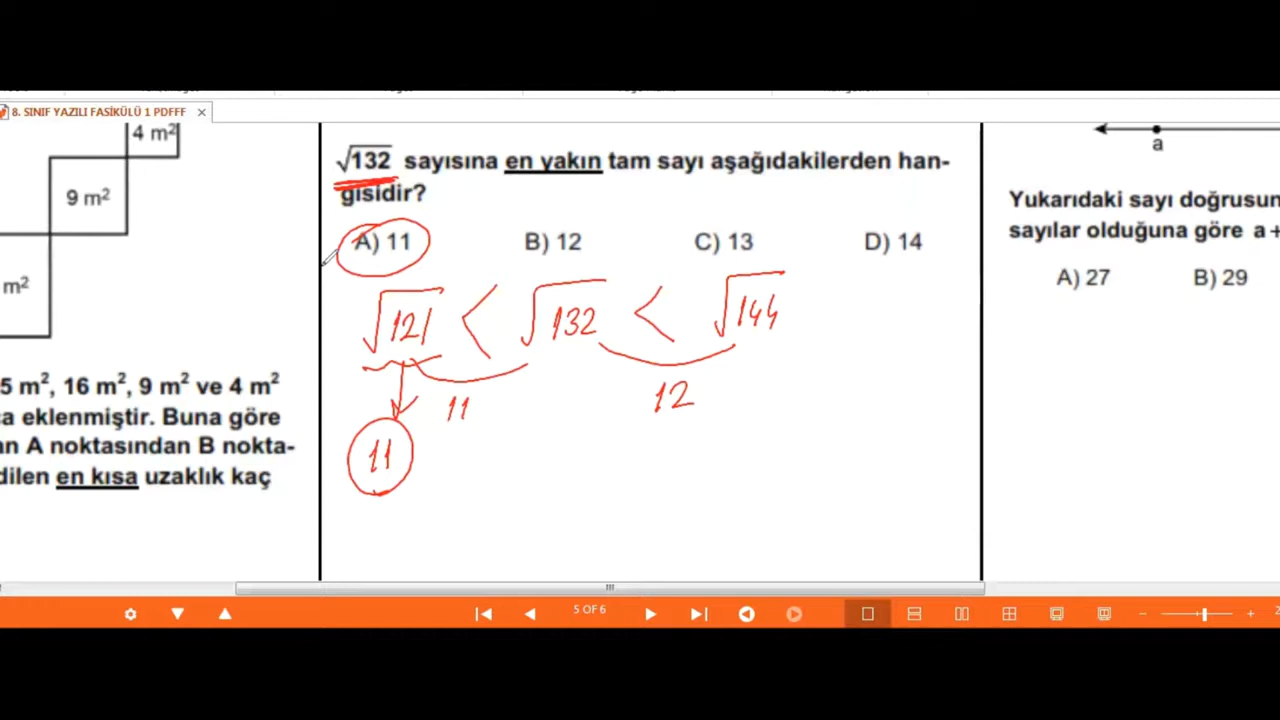 8. SINIF YAZILI FASİKÜLÜ 1 PDFFF
4 m²
9 m²
m²
5 m², 16 m², 9 m² ve 4 m²
eklenmiştir. Buna göre
A noktasından B nokta-
en kısa uzaklık kaç
√132 sayısına en yakın tam sayı aşağıdakilerden han-
gisidir?
A) 11 B) 12 C) 13 D) 14
√121 < √132 < √144
11 12
11
a
Yukarıdaki sayı doğrusun
sayılar olduğuna göre a +
A) 27 B) 29
5 OF 6